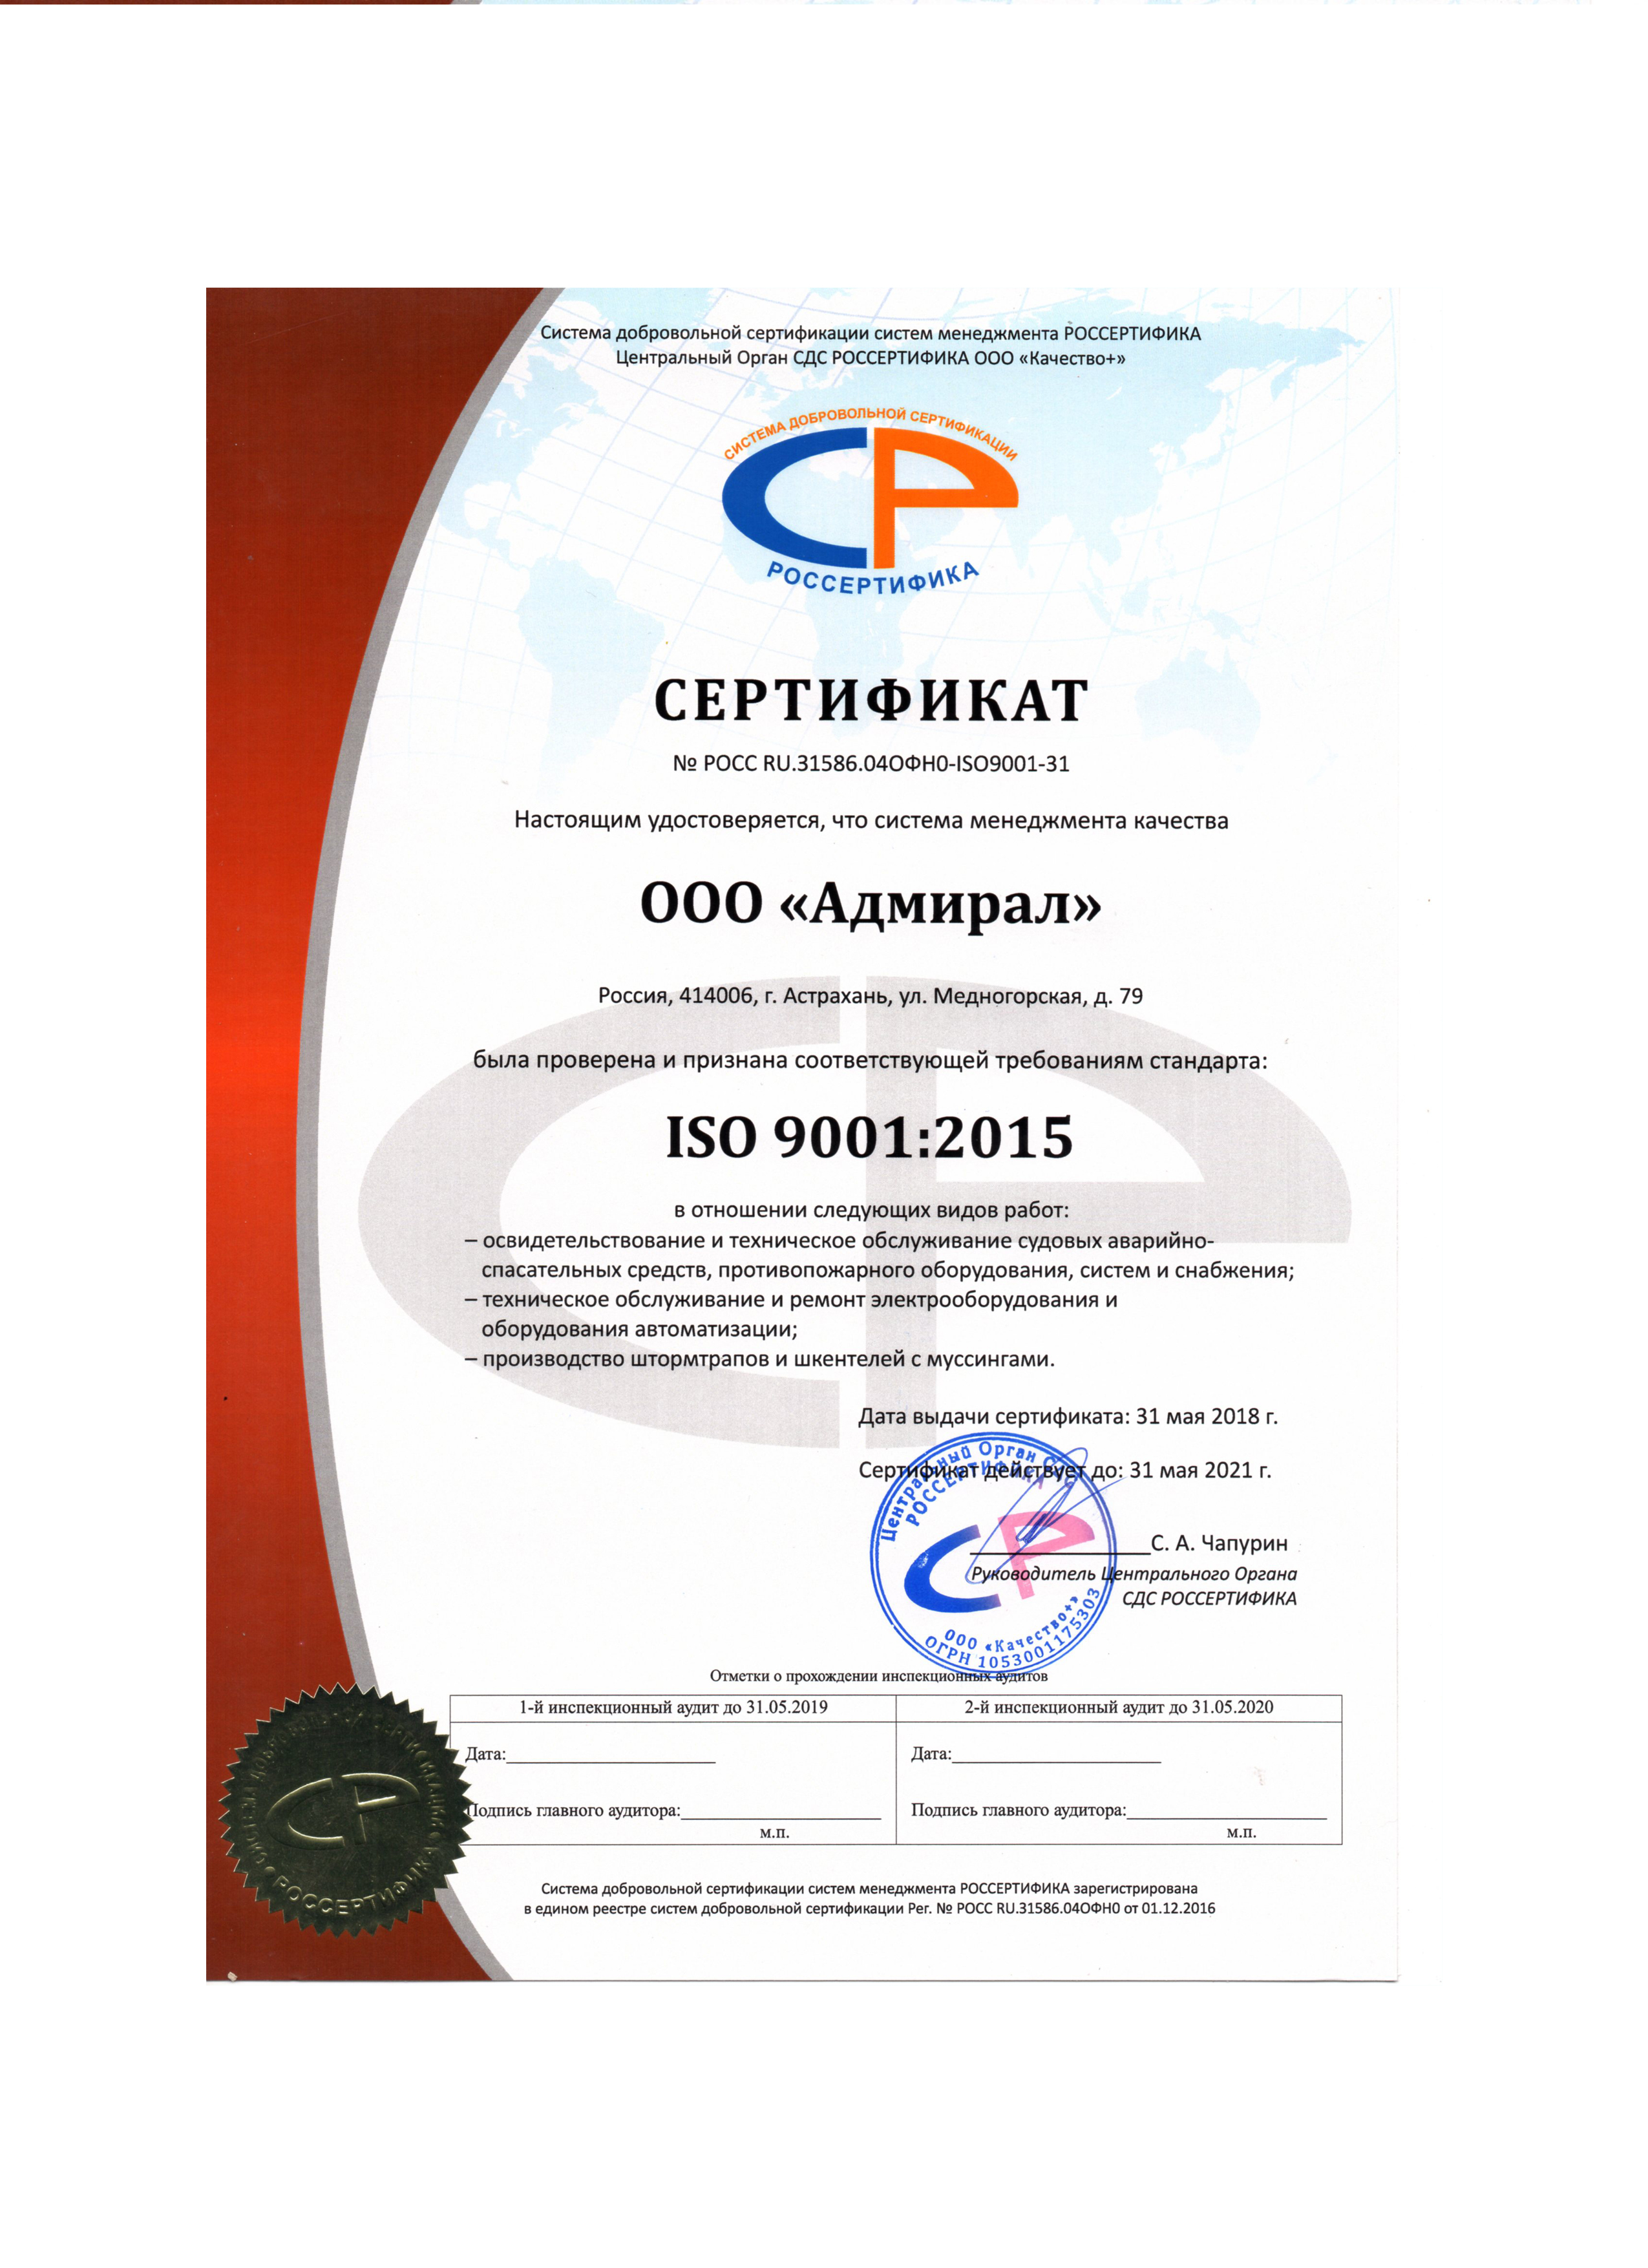 Система добровольной сертификации систем менеджмента РОССЕРТИФИКА
Центральный Орган СДС РОССЕРТИФИКА ООО «Качество+»
СИСТЕМА ДОБРОВОЛЬНОЙ СЕРТИФИКАЦИИ
СР
РОССЕРТИФИКА
СЕРТИФИКАТ
№ РОСС RU.31586.04ОФН0-ISO9001-31
Настоящим удостоверяется, что система менеджмента качества
ООО «Адмирал»
Россия, 414006, г. Астрахань, ул. Медногорская, д. 79
была проверена и признана соответствующей требованиям стандарта:
ISO 9001:2015
в отношении следующих видов работ:
– освидетельствование и техническое обслуживание судовых аварийно-
спасательных средств, противопожарного оборудования, систем и снабжения;
– техническое обслуживание и ремонт электрооборудования и
оборудования автоматизации;
– производство штормтрапов и шкентелей с муссингами.
Дата выдачи сертификата: 31 мая 2018 г.
Сертификат действует до: 31 мая 2021 г.
Центральный Орган СДС
РОССЕРТИФИКА
СР
ООО «Качество+»
ОГРН 1053001175303
С. А. Чапурин
Руководитель Центрального Органа
СДС РОССЕРТИФИКА
Отметки о прохождении инспекционных аудитов
1-й инспекционный аудит до 31.05.2019
2-й инспекционный аудит до 31.05.2020
Дата:
Дата:
Подпись главного аудитора:
Подпись главного аудитора:
м.п.
м.п.
СИСТЕМА ДОБРОВОЛЬНОЙ СЕРТИФИКАЦИИ
СР
РОССЕРТИФИКА
Система добровольной сертификации систем менеджмента РОССЕРТИФИКА зарегистрирована
в едином реестре систем добровольной сертификации Рег. № РОСС RU.31586.04ОФН0 от 01.12.2016